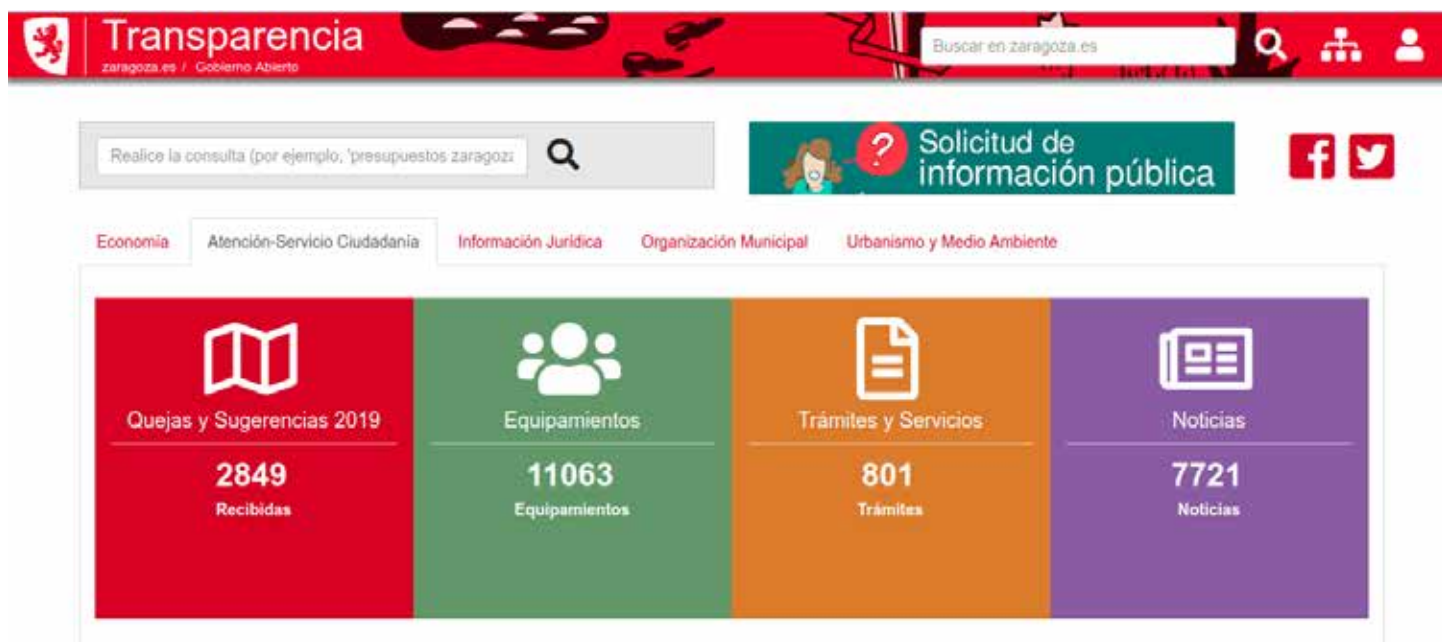 Transparencia
zaragoza.es / Gobierno Abierto
Buscar en zaragoza.es
Realice la consulta (por ejemplo, 'presupuestos zaragoza
?
Solicitud de
información pública
Economía
Atención-Servicio Ciudadanía
Información Jurídica
Organización Municipal
Urbanismo y Medio Ambiente
Quejas y Sugerencias 2019
2849
Recibidas
Equipamientos
11063
Equipamientos
Trámites y Servicios
801
Trámites
Noticias
7721
Noticias